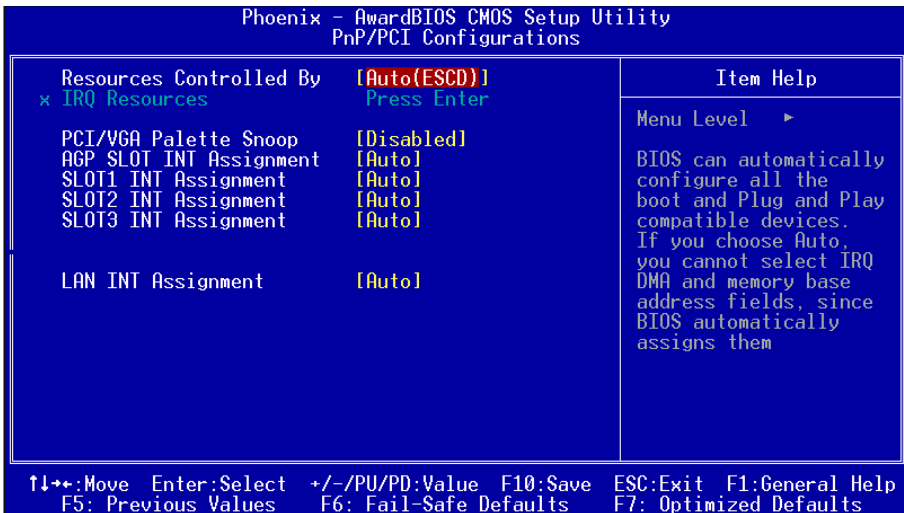 Phoenix - AwardBIOS CMOS Setup Utility
PnP/PCI Configurations
Resources Controlled By [Auto(ESCD)]
x IRQ Resources Press Enter
PCI/VGA Palette Snoop [Disabled]
AGP SLOT INT Assignment [Auto]
SLOT1 INT Assignment [Auto]
SLOT2 INT Assignment [Auto]
SLOT3 INT Assignment [Auto]
LAN INT Assignment [Auto]
Item Help
Menu Level ►
BIOS can automatically
configure all the
boot and Plug and Play
compatible devices.
If you choose Auto,
you cannot select IRQ
DMA and memory base
address fields, since
BIOS automatically
assigns them
↑↓→←:Move Enter:Select +/-/PU/PD:Value F10:Save ESC:Exit F1:General Help
F5: Previous Values F6: Fail-Safe Defaults F7: Optimized Defaults